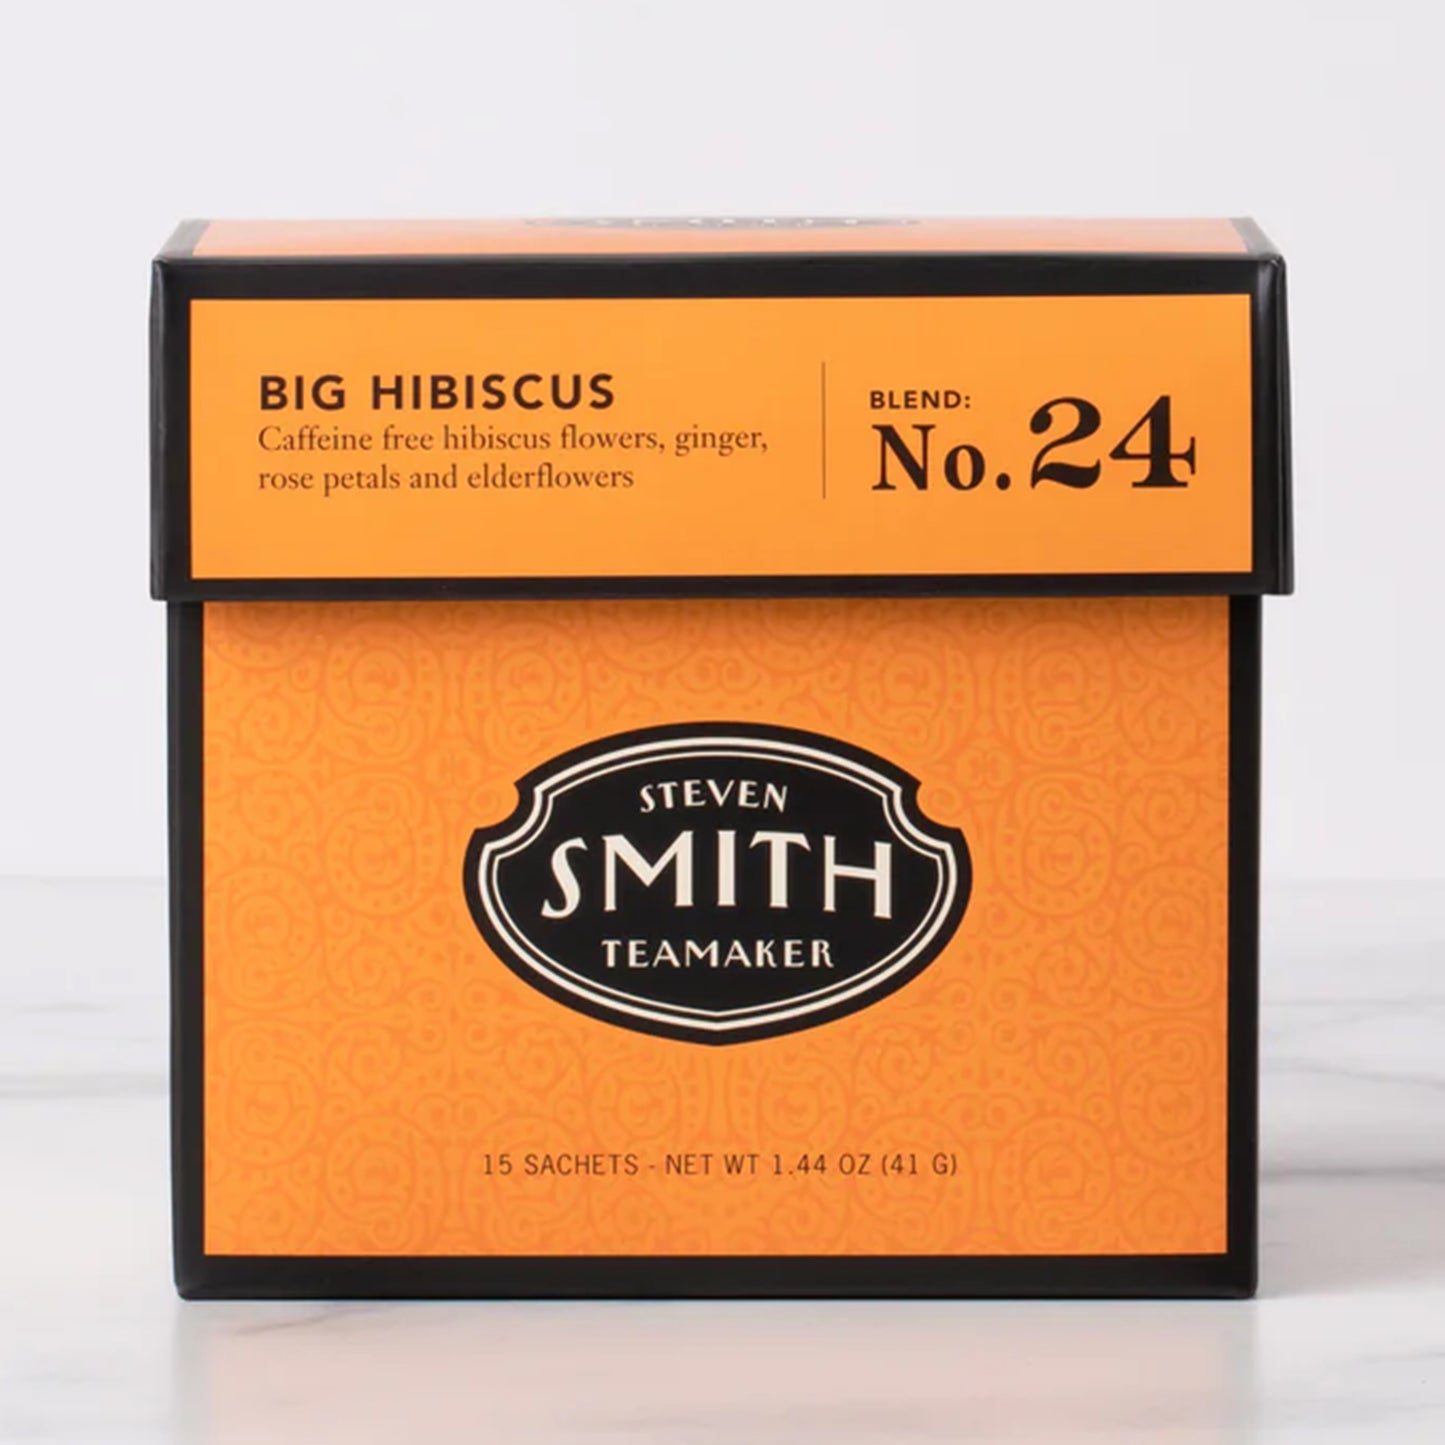 BIG HIBISCUS
Caffeine free hibiscus flowers, ginger,
rose petals and elderflowers
BLEND:
No. 24
STEVEN
SMITH
TEAMAKER
15 SACHETS - NET WT 1.44 OZ (41 G)